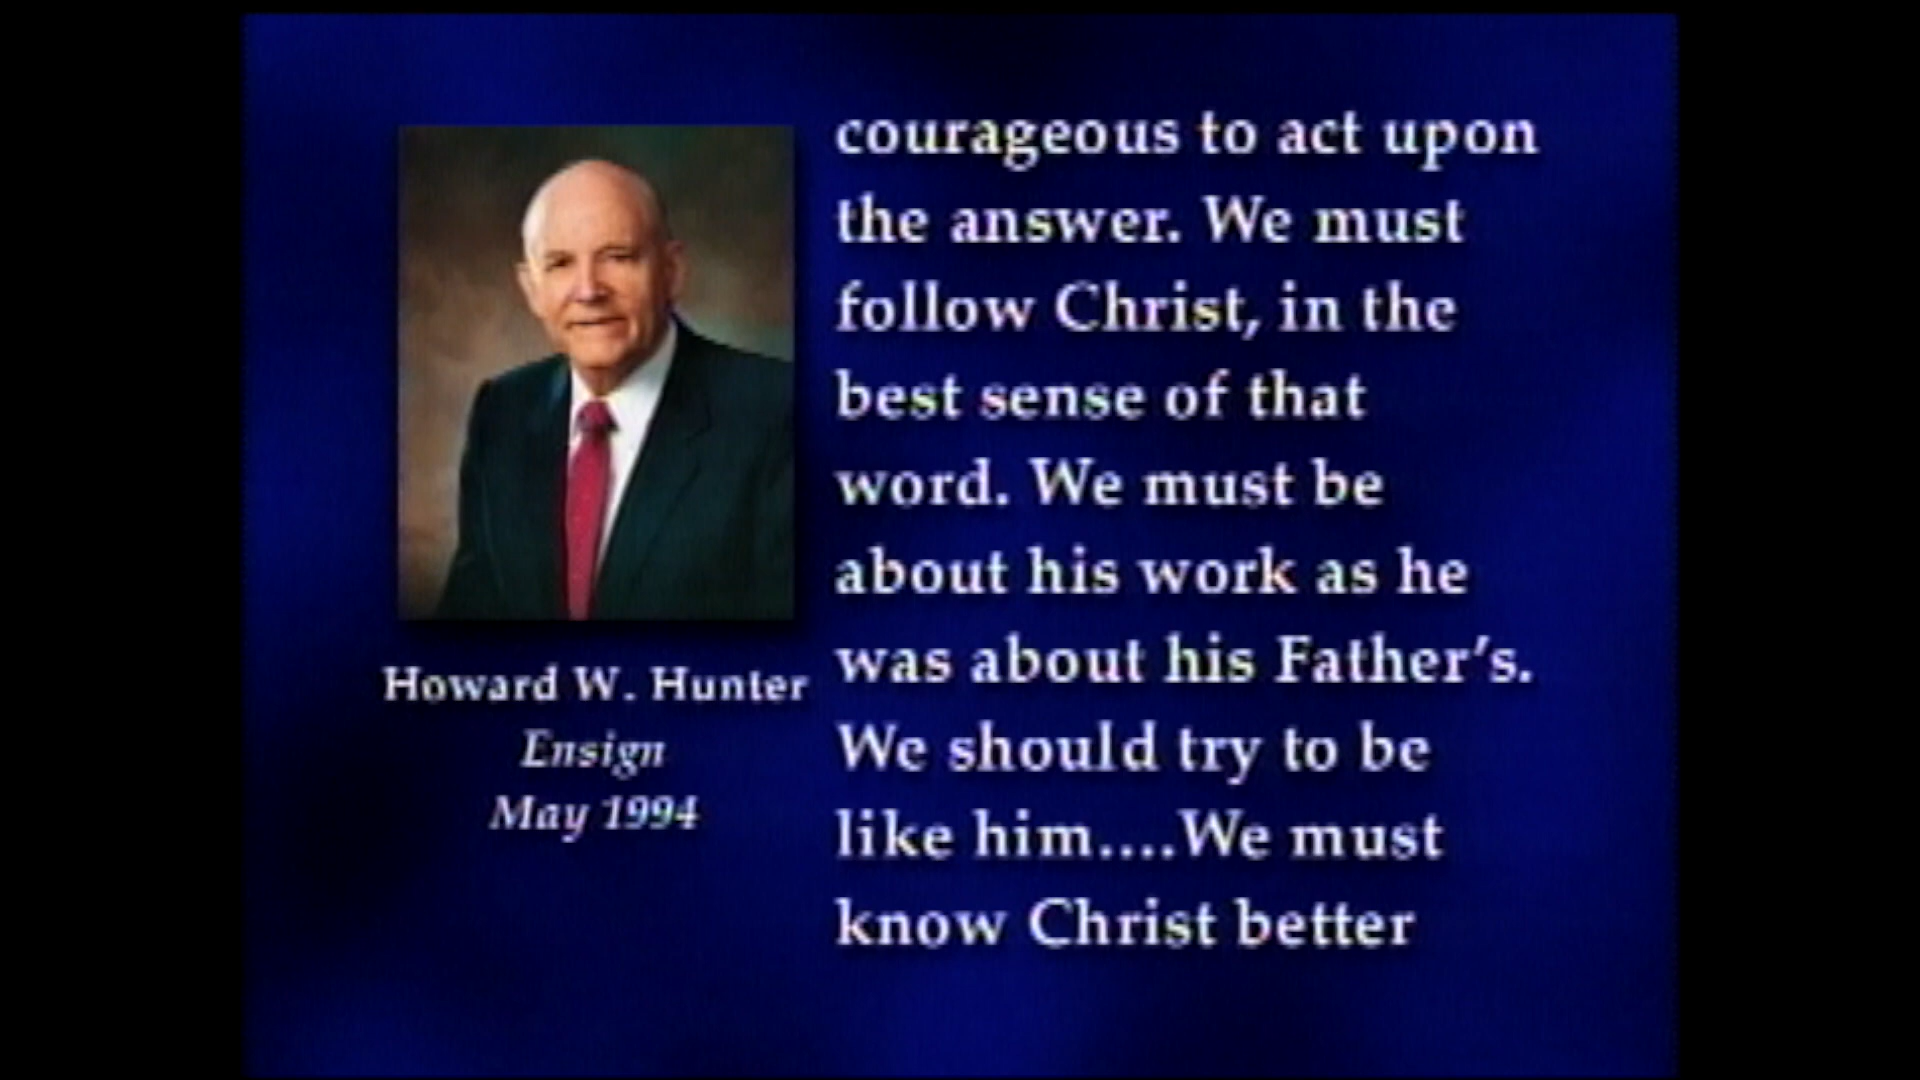 courageous to act upon
the answer. We must
follow Christ, in the
best sense of that
word. We must be
about his work as he
was about his Father's.
We should try to be
like him....We must
know Christ better
Howard W. Hunter
Ensign
May 1994